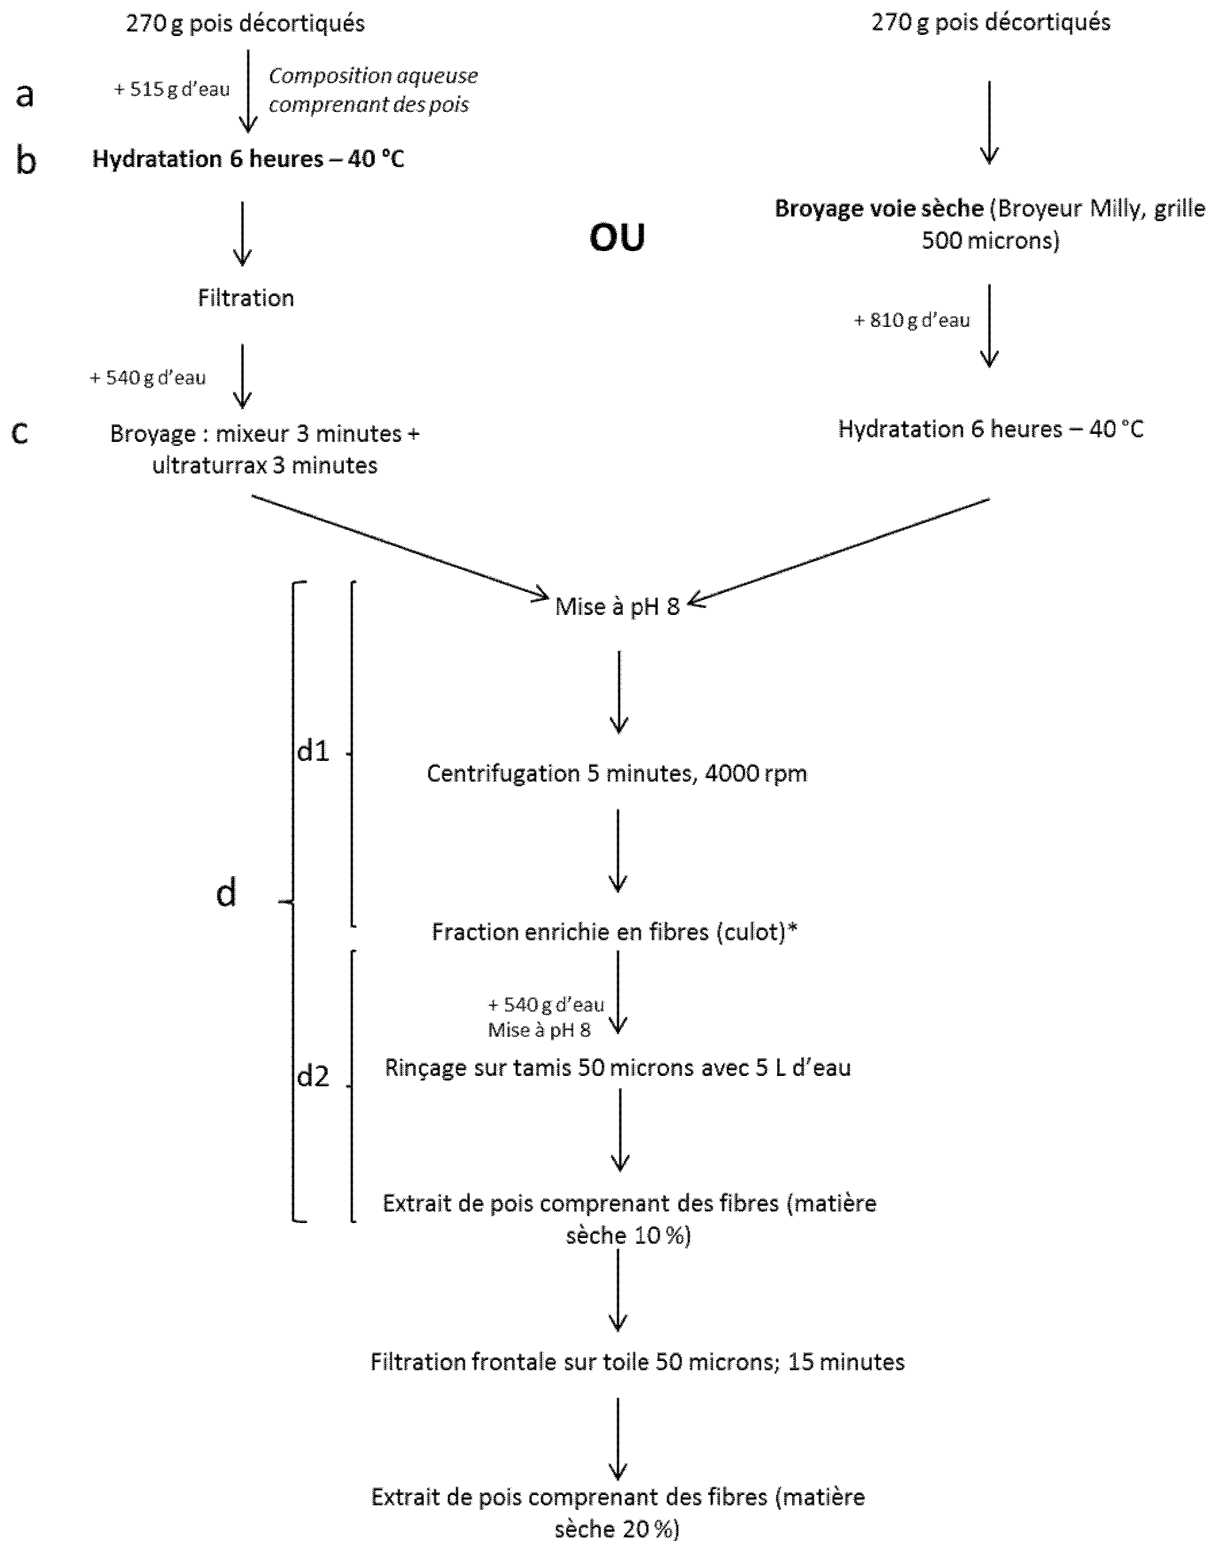 270 g pois décortiqués
a
+ 515 g d'eau
Composition aqueuse
comprenant des pois
b
Hydratation 6 heures – 40 °C
Filtration
+ 540 g d'eau
c
Broyage : mixeur 3 minutes +
ultraturrax 3 minutes
OU
270 g pois décortiqués
Broyage voie sèche (Broyeur Milly, grille
500 microns)
+ 810 g d'eau
Hydratation 6 heures – 40 °C
Mise à pH 8
d1
Centrifugation 5 minutes, 4000 rpm
d
Fraction enrichie en fibres (culot)*
+ 540 g d'eau
Mise à pH 8
d2
Rinçage sur tamis 50 microns avec 5 L d'eau
Extrait de pois comprenant des fibres (matière
sèche 10 %)
Filtration frontale sur toile 50 microns; 15 minutes
Extrait de pois comprenant des fibres (matière
sèche 20 %)